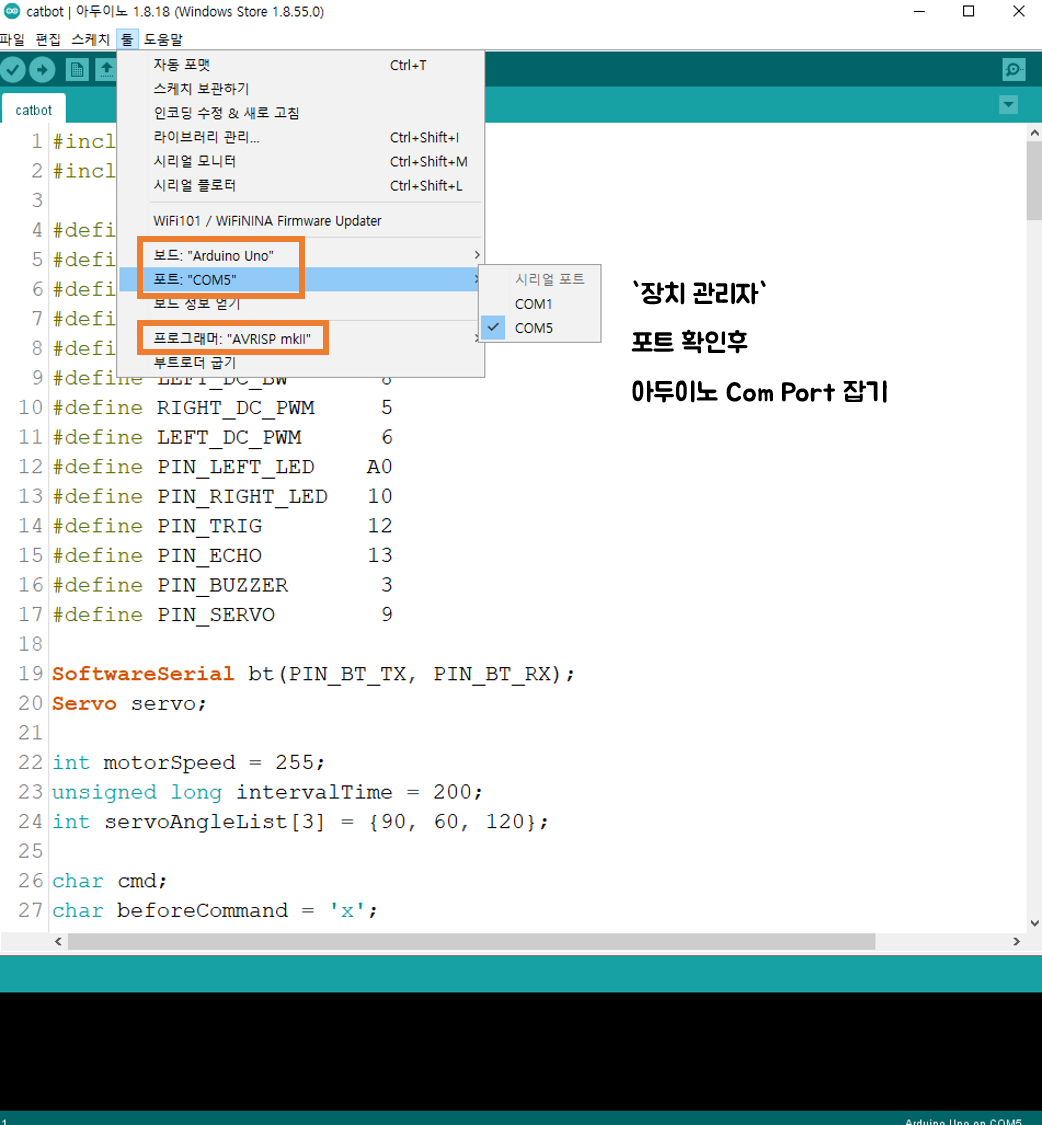 catbot | 아두이노 1.8.18 (Windows Store 1.8.55.0)
파일 편집 스케치 툴 도움말
자동 포맷 Ctrl+T
스케치 보관하기
인코딩 수정 & 새로 고침
라이브러리 관리... Ctrl+Shift+I
시리얼 모니터 Ctrl+Shift+M
시리얼 플로터 Ctrl+Shift+L
WiFi101 / WiFiNINA Firmware Updater
보드: "Arduino Uno"
포트: "COM5"
보드 정보 얻기
프로그래머: "AVRISP mkII"
부트로더 굽기
시리얼 포트
COM1
COM5
`장치 관리자`
포트 확인후
아두이노 Com Port 잡기
catbot
1 #incl
2 #incl
3
4 #defi
5 #defi
6 #defi
7 #defi
8 #defi
9 #define LEFT_DC_BW 8
10 #define RIGHT_DC_PWM 5
11 #define LEFT_DC_PWM 6
12 #define PIN_LEFT_LED A0
13 #define PIN_RIGHT_LED 10
14 #define PIN_TRIG 12
15 #define PIN_ECHO 13
16 #define PIN_BUZZER 3
17 #define PIN_SERVO 9
18
19 SoftwareSerial bt(PIN_BT_TX, PIN_BT_RX);
20 Servo servo;
21
22 int motorSpeed = 255;
23 unsigned long intervalTime = 200;
24 int servoAngleList[3] = {90, 60, 120};
25
26 char cmd;
27 char beforeCommand = 'x';
1 Arduino Uno on COM5